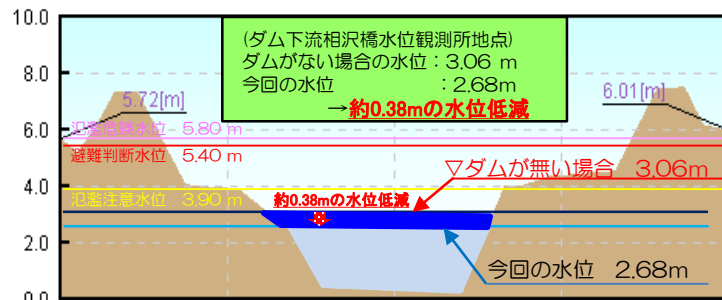 10.0
(ダム下流相沢橋水位観測所地点)
ダムがない場合の水位:3.06 m
今回の水位 :2.68m
→約0.38mの水位低減
8.0
5.72[m]
6.01[m]
6.0
氾濫危険水位 5.80 m
避難判断水位 5.40 m
▽ダムが無い場合 3.06m
4.0
氾濫注意水位 3.90 m
約0.38mの水位低減
2.0
今回の水位 2.68m
0.0